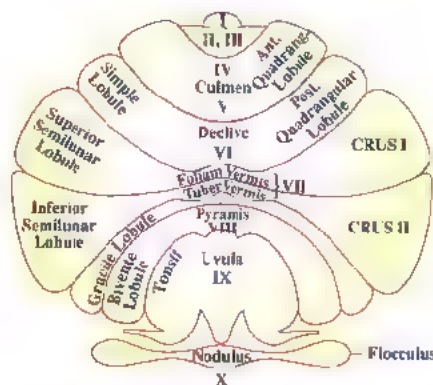 I
II, III
Ant.
Quadrang-
Lobule
IV
Culmen
V
Simple
Lobule
Post.
Quadrangular
Lobule
Declive
VI
Superior
Semilunar
Lobule
CRUS I
Folium Vermis
Tuber Vermis
VII
Inferior
Semilunar
Lobule
CRUS II
Pyramis
VIII
Gracile Lobule
Bivente
Lobule
Tonsil
Uvula
IX
Nodulus
X
Flocculus